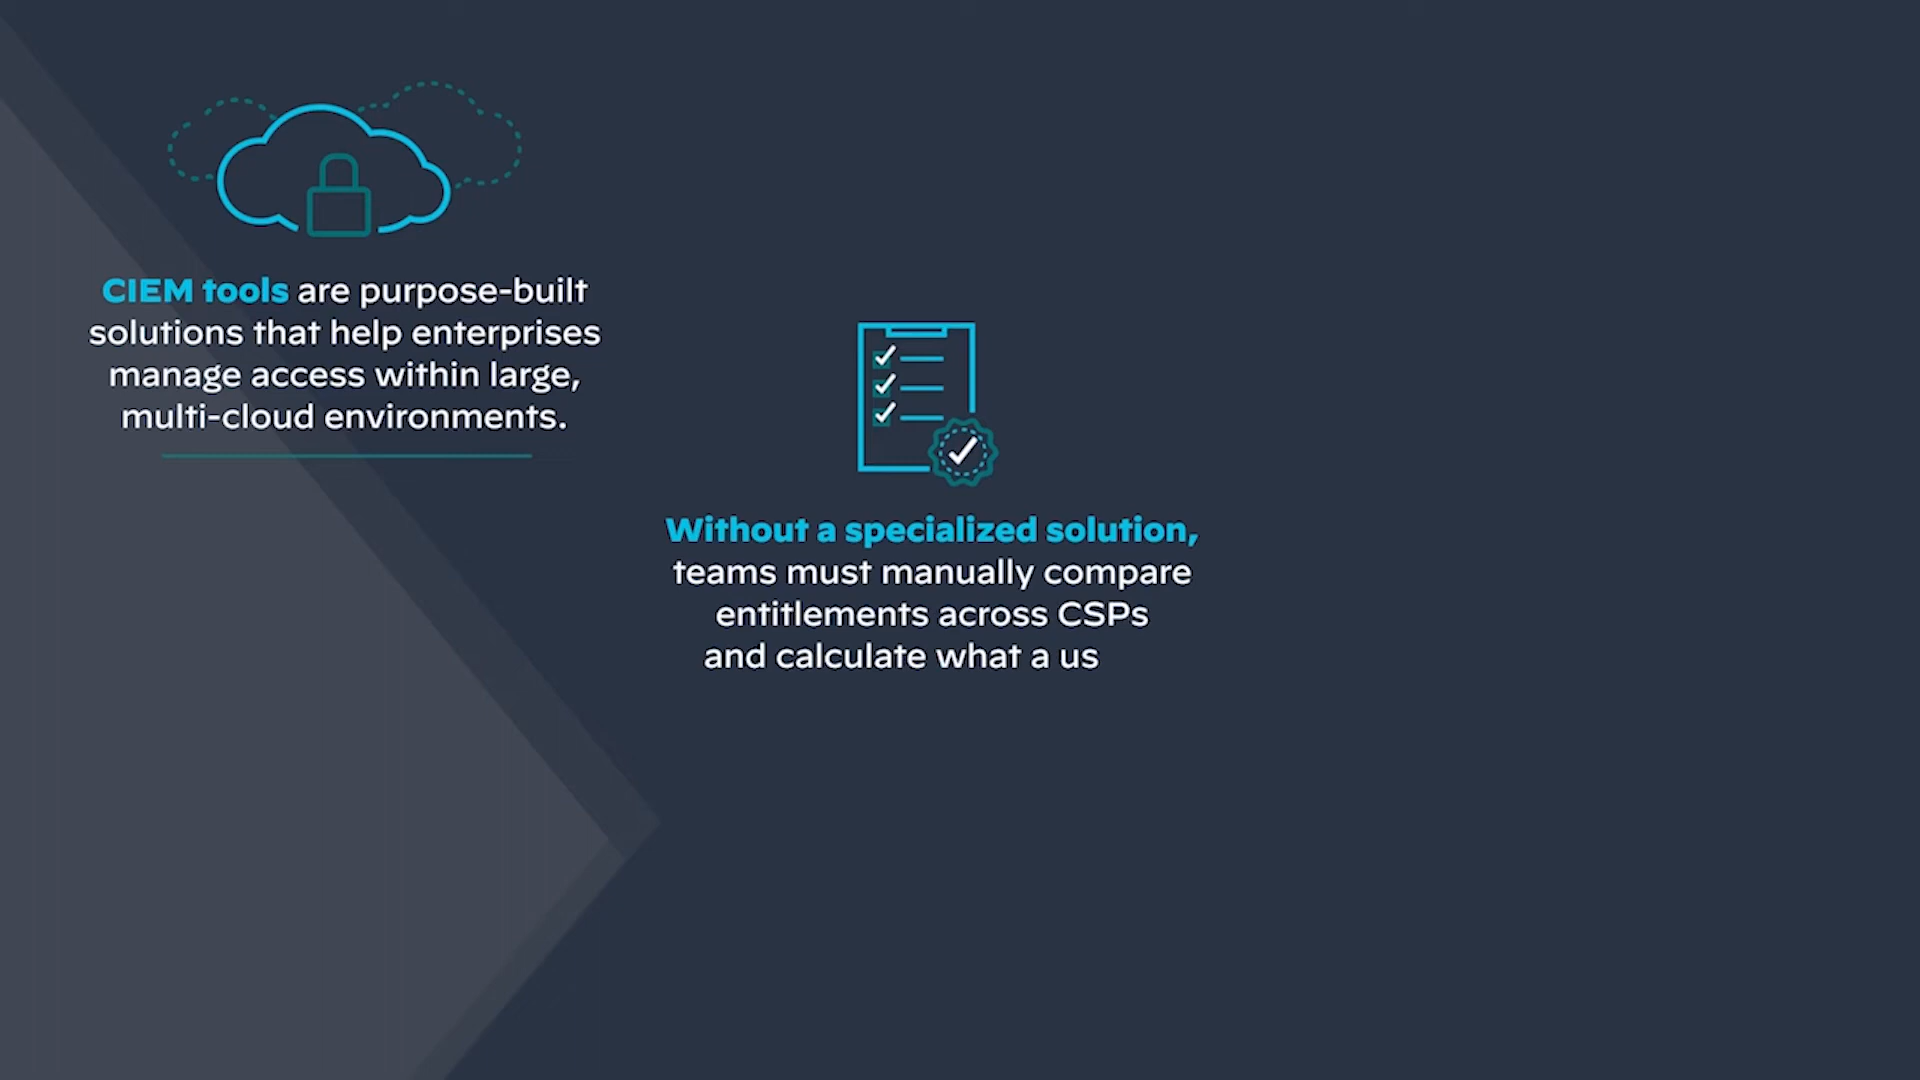 CIEM tools are purpose-built
solutions that help enterprises
manage access within large,
multi-cloud environments.
Without a specialized solution,
teams must manually compare
entitlements across CSPs
and calculate what a us